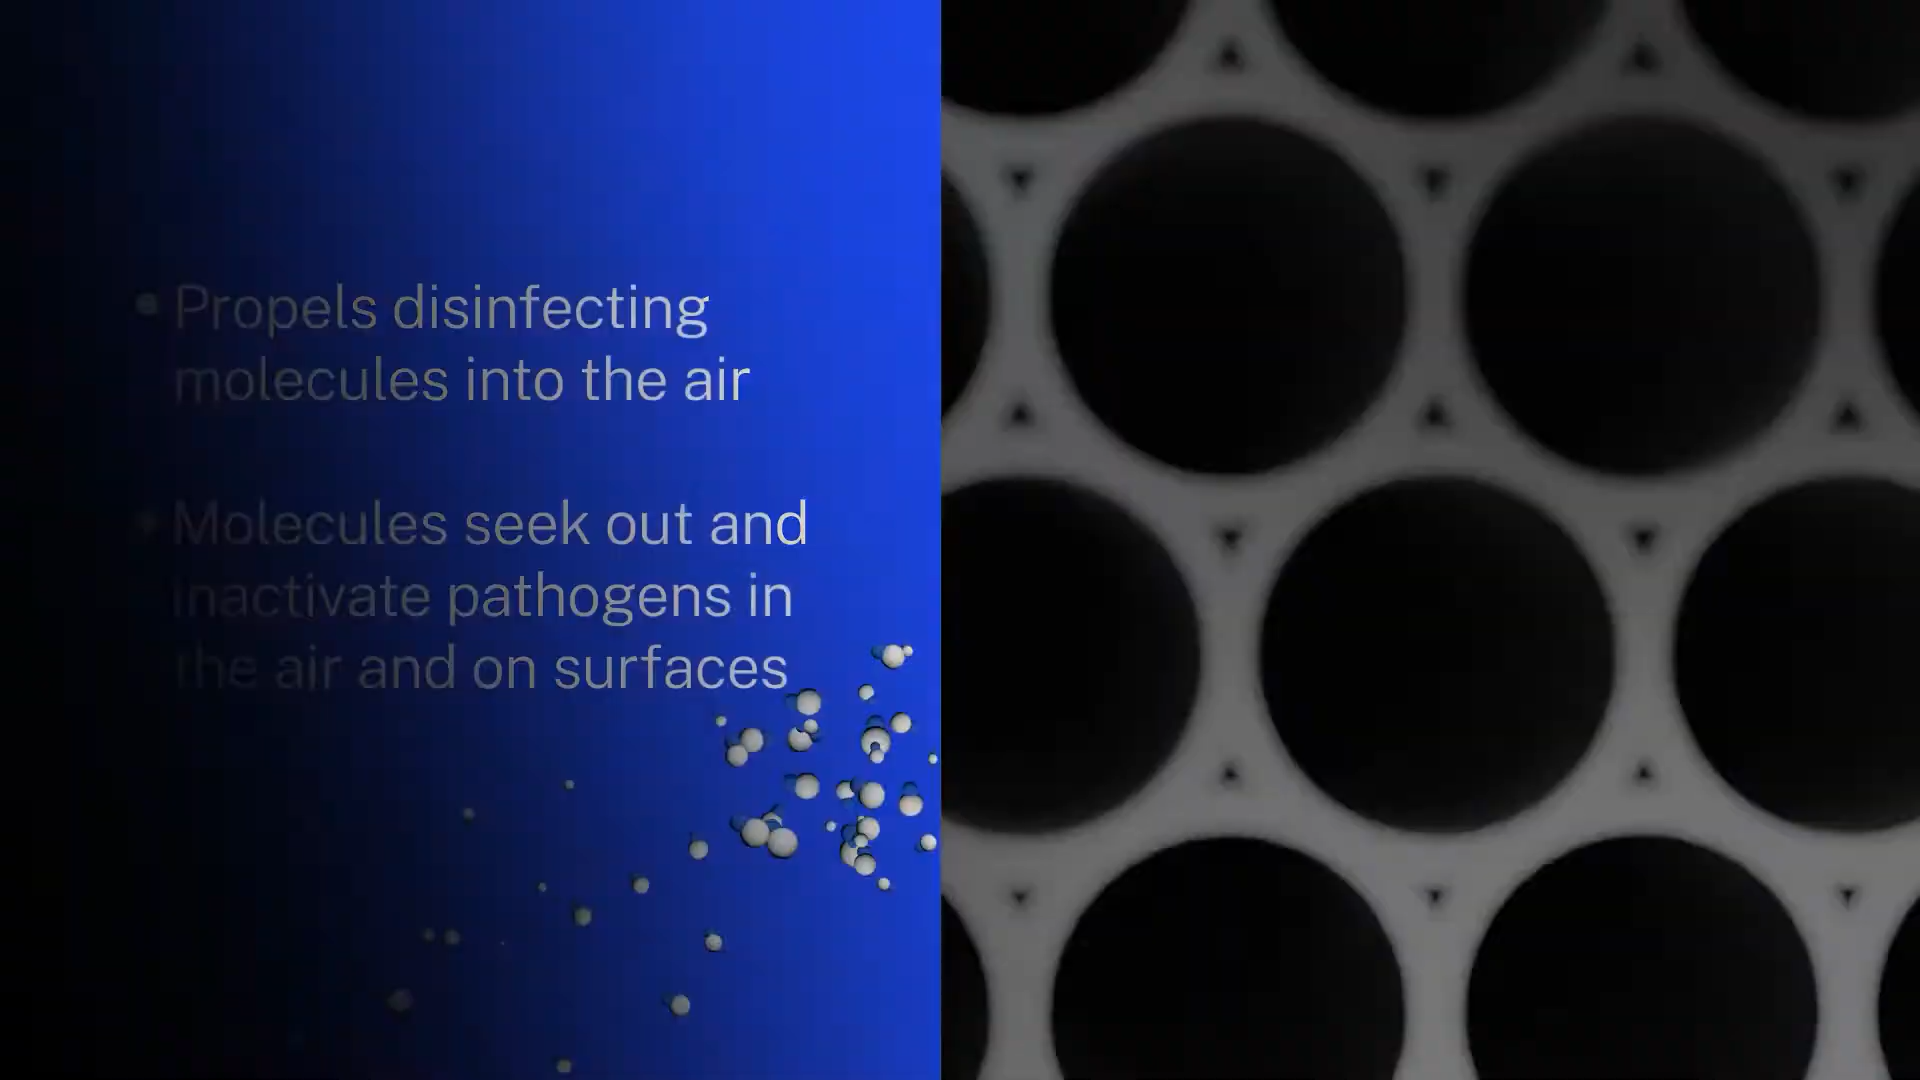 • Propels disinfecting
molecules into the air
• Molecules seek out and
inactivate pathogens in
the air and on surfaces